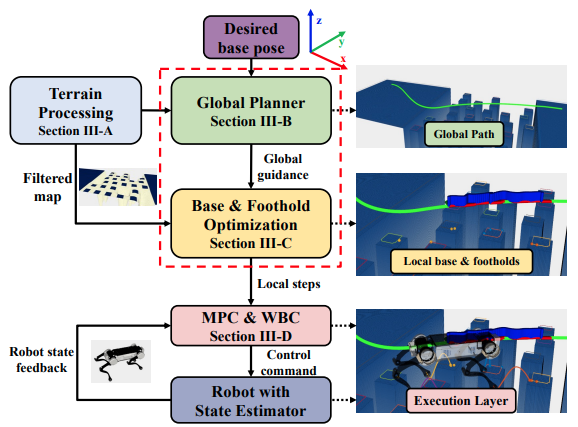 Desired
base pose
z
y
x
Terrain
Processing
Section III-A
Global Planner
Section III-B
Global Path
Global
guidance
Filtered
map
Base & Foothold
Optimization
Section III-C
Local base & footholds
Local steps
MPC & WBC
Section III-D
Robot state
feedback
Control
command
Robot with
State Estimator
Execution Layer